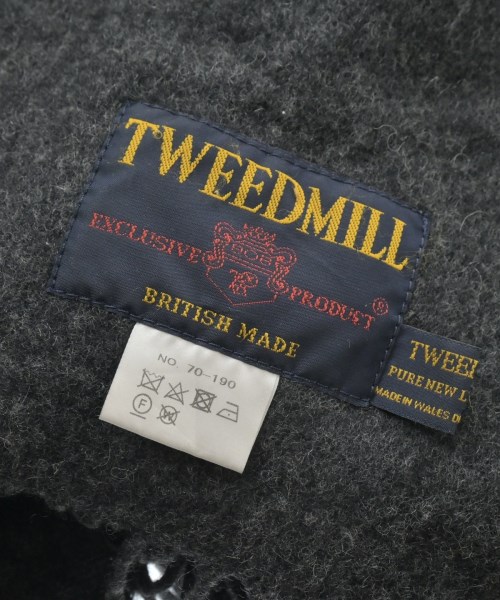 TWEEDMILL
EXCLUSIVE PRODUCT ®
BRITISH MADE
NO. 70-190
F W
TWEE
PURE NEW L
MADE IN WALES